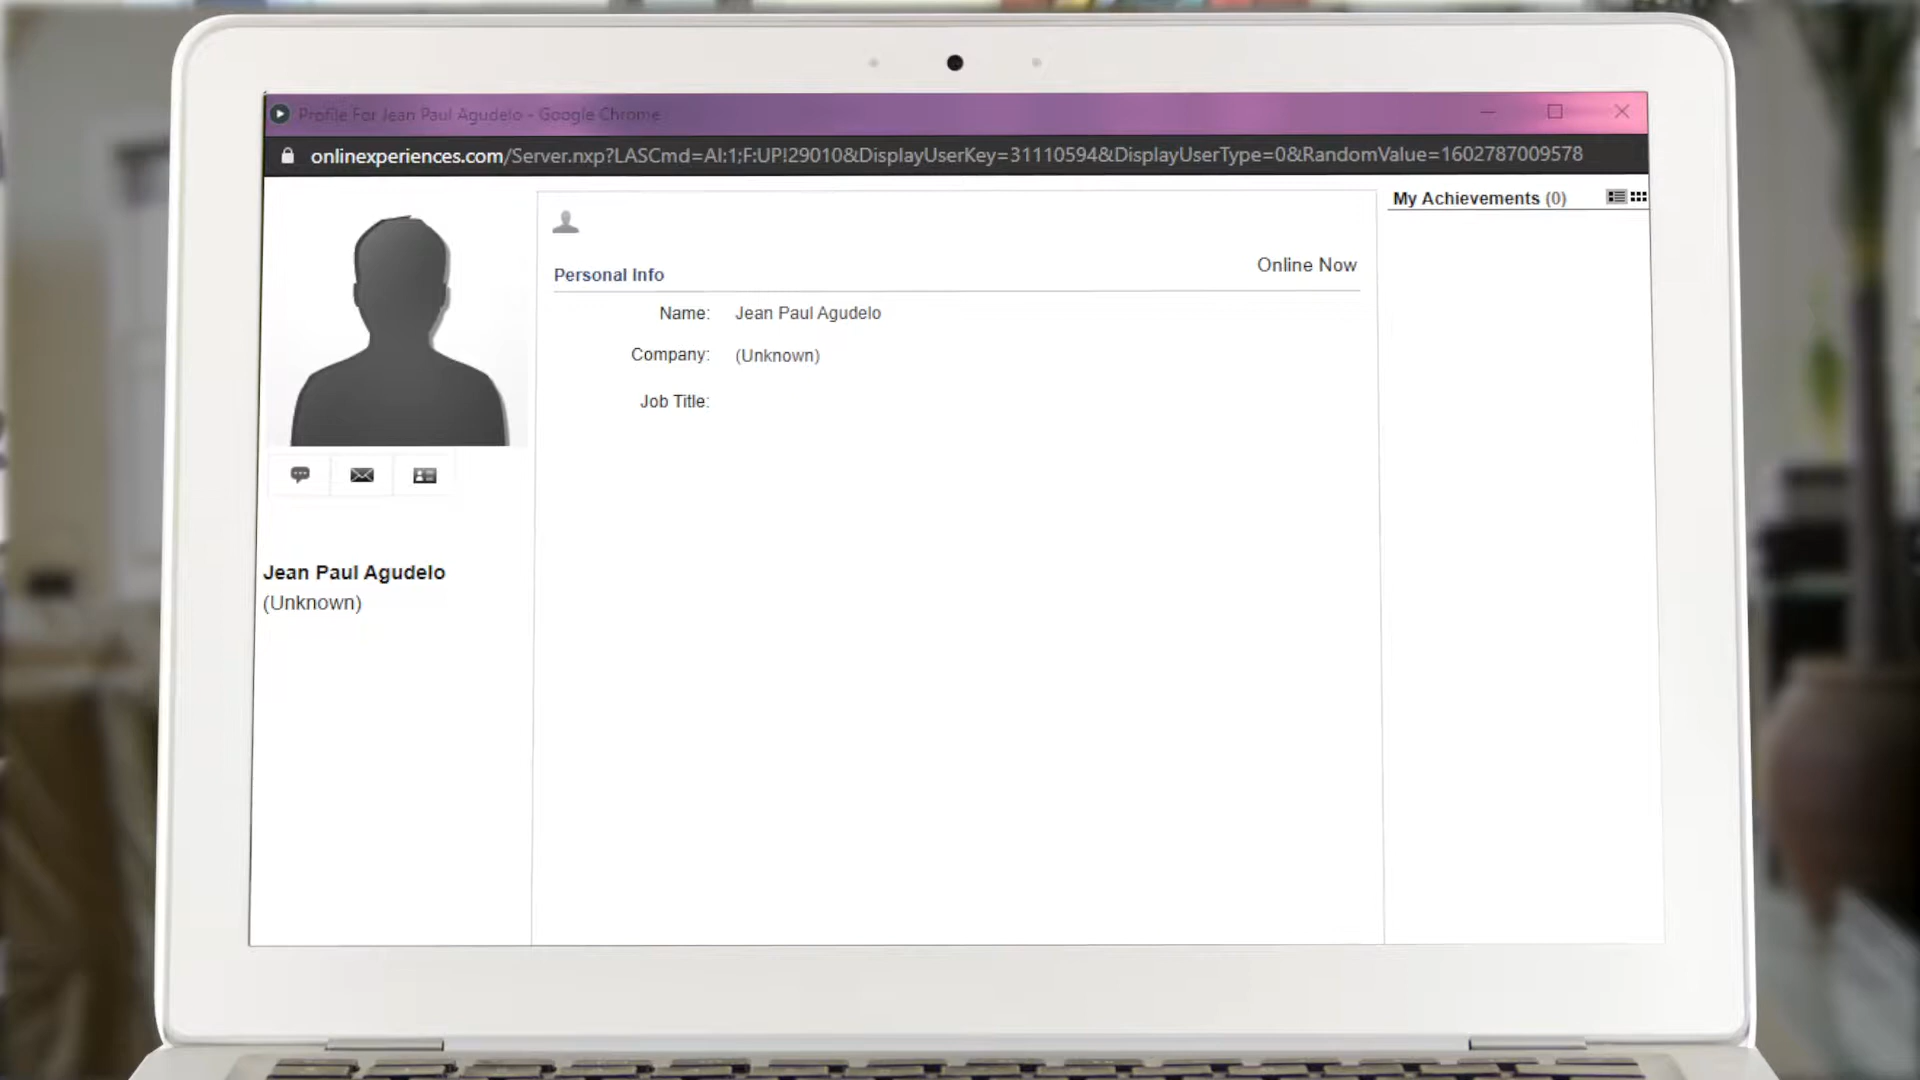 Profile For Jean Paul Agudelo - Google Chrome
onlinexperiences.com/Server.nxp?LASCmd=AI:1;F:UP!29010&DisplayUserKey=31110594&DisplayUserType=0&RandomValue=1602787009578
My Achievements (0)
Online Now
Personal Info
Name: Jean Paul Agudelo
Company: (Unknown)
Job Title:
Jean Paul Agudelo
(Unknown)